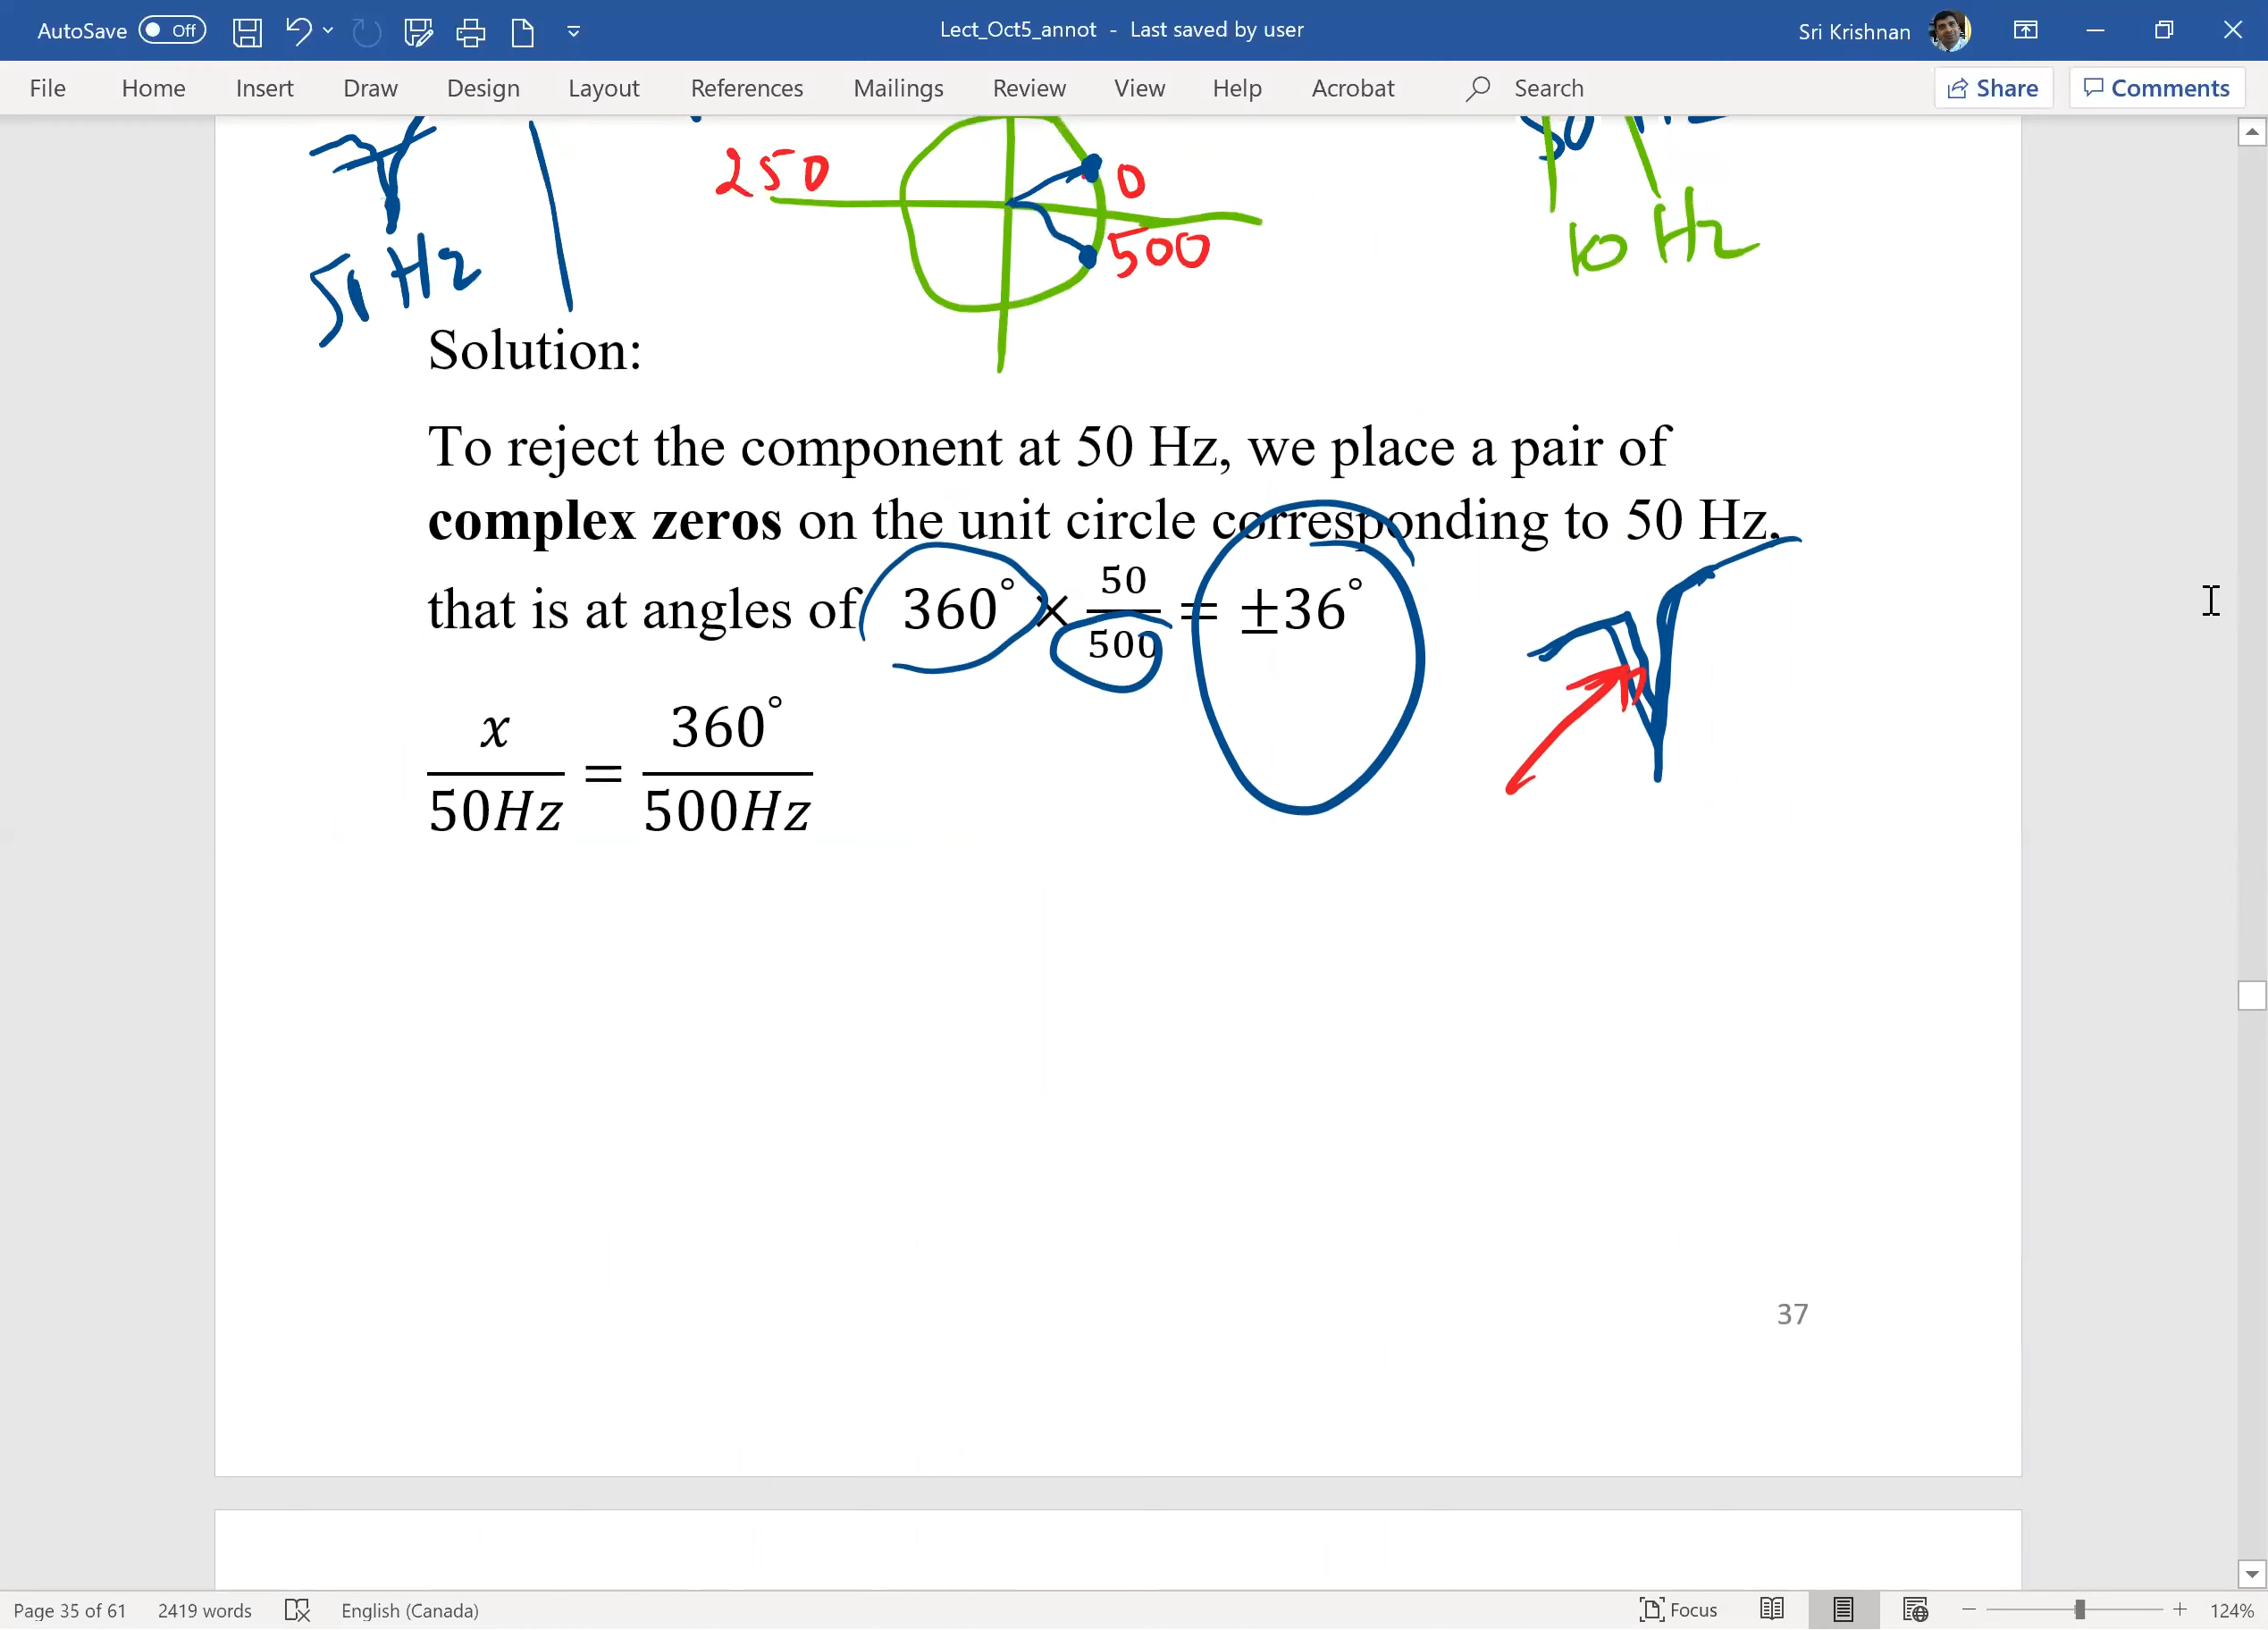 AutoSave Off Lect_Oct5_annot - Last saved by user Sri Krishnan
File Home Insert Draw Design Layout References Mailings Review View Help Acrobat Search Share Comments
250 0
500
10 Hz
Hz
Solution:
To reject the component at 50 Hz, we place a pair of
complex zeros on the unit circle corresponding to 50 Hz,
that is at angles of 360° × 50/500 = ±36°
x/50Hz = 360°/500Hz
37
Page 35 of 61 2419 words English (Canada) Focus 124%